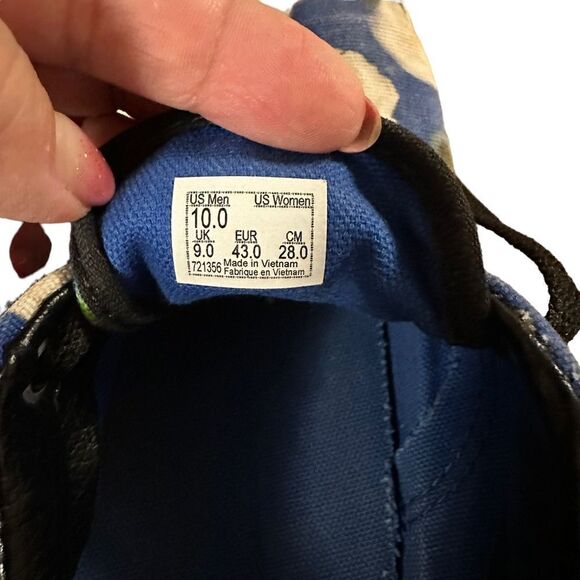 US Men US Women
10.0
UK EUR CM
9.0 43.0 28.0
721356 Made in Vietnam
Fabrique en Vietnam